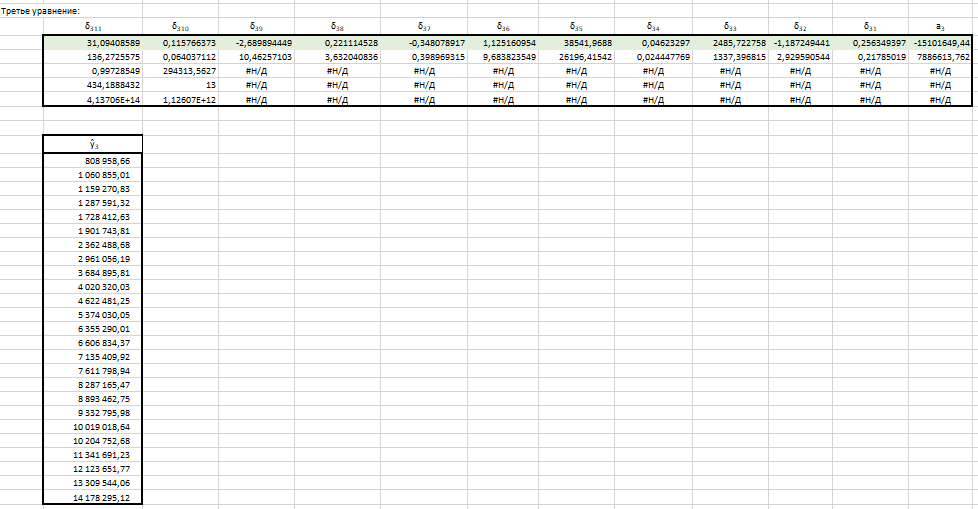 Третье уравнение:
δ₃₁₁ δ₃₁₀ δ₃₉ δ₃₈ δ₃₇ δ₃₆ δ₃₅ δ₃₄ δ₃₃ δ₃₂ δ₃₁ a₃
31,09408589 0,115766373 -2,689894449 0,221114528 -0,348078917 1,125160954 38541,9688 0,04623297 2485,722758 -1,187249441 0,256349397 -15101649,44
136,2725575 0,064037112 10,46257103 3,632040836 0,398969315 9,683823549 26196,41542 0,024447769 1337,396815 2,929590544 0,21785019 7886613,762
0,99728549 294313,5627 #Н/Д #Н/Д #Н/Д #Н/Д #Н/Д #Н/Д #Н/Д #Н/Д #Н/Д #Н/Д
434,1888432 13 #Н/Д #Н/Д #Н/Д #Н/Д #Н/Д #Н/Д #Н/Д #Н/Д #Н/Д #Н/Д
4,13706E+14 1,12607E+12 #Н/Д #Н/Д #Н/Д #Н/Д #Н/Д #Н/Д #Н/Д #Н/Д #Н/Д #Н/Д
ŷ₃
808 958,66
1 060 855,01
1 159 270,83
1 287 591,32
1 728 412,63
1 901 743,81
2 362 488,68
2 961 056,19
3 684 895,81
4 020 320,03
4 622 481,25
5 374 030,05
6 355 290,01
6 606 834,37
7 135 409,92
7 611 798,94
8 287 165,47
8 893 462,75
9 332 795,98
10 019 018,64
10 204 752,68
11 341 691,23
12 123 651,77
13 309 544,06
14 178 295,12